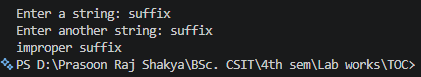 Enter a string: suffix
Enter another string: suffix
improper suffix
PS D:\Prasoon Raj Shakya\BSc. CSIT\4th sem\Lab works\TOC>